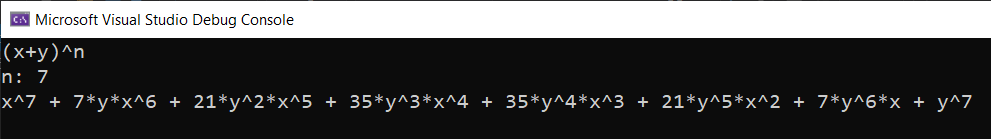 Microsoft Visual Studio Debug Console
(x+y)^n
n: 7
x^7 + 7*y*x^6 + 21*y^2*x^5 + 35*y^3*x^4 + 35*y^4*x^3 + 21*y^5*x^2 + 7*y^6*x + y^7